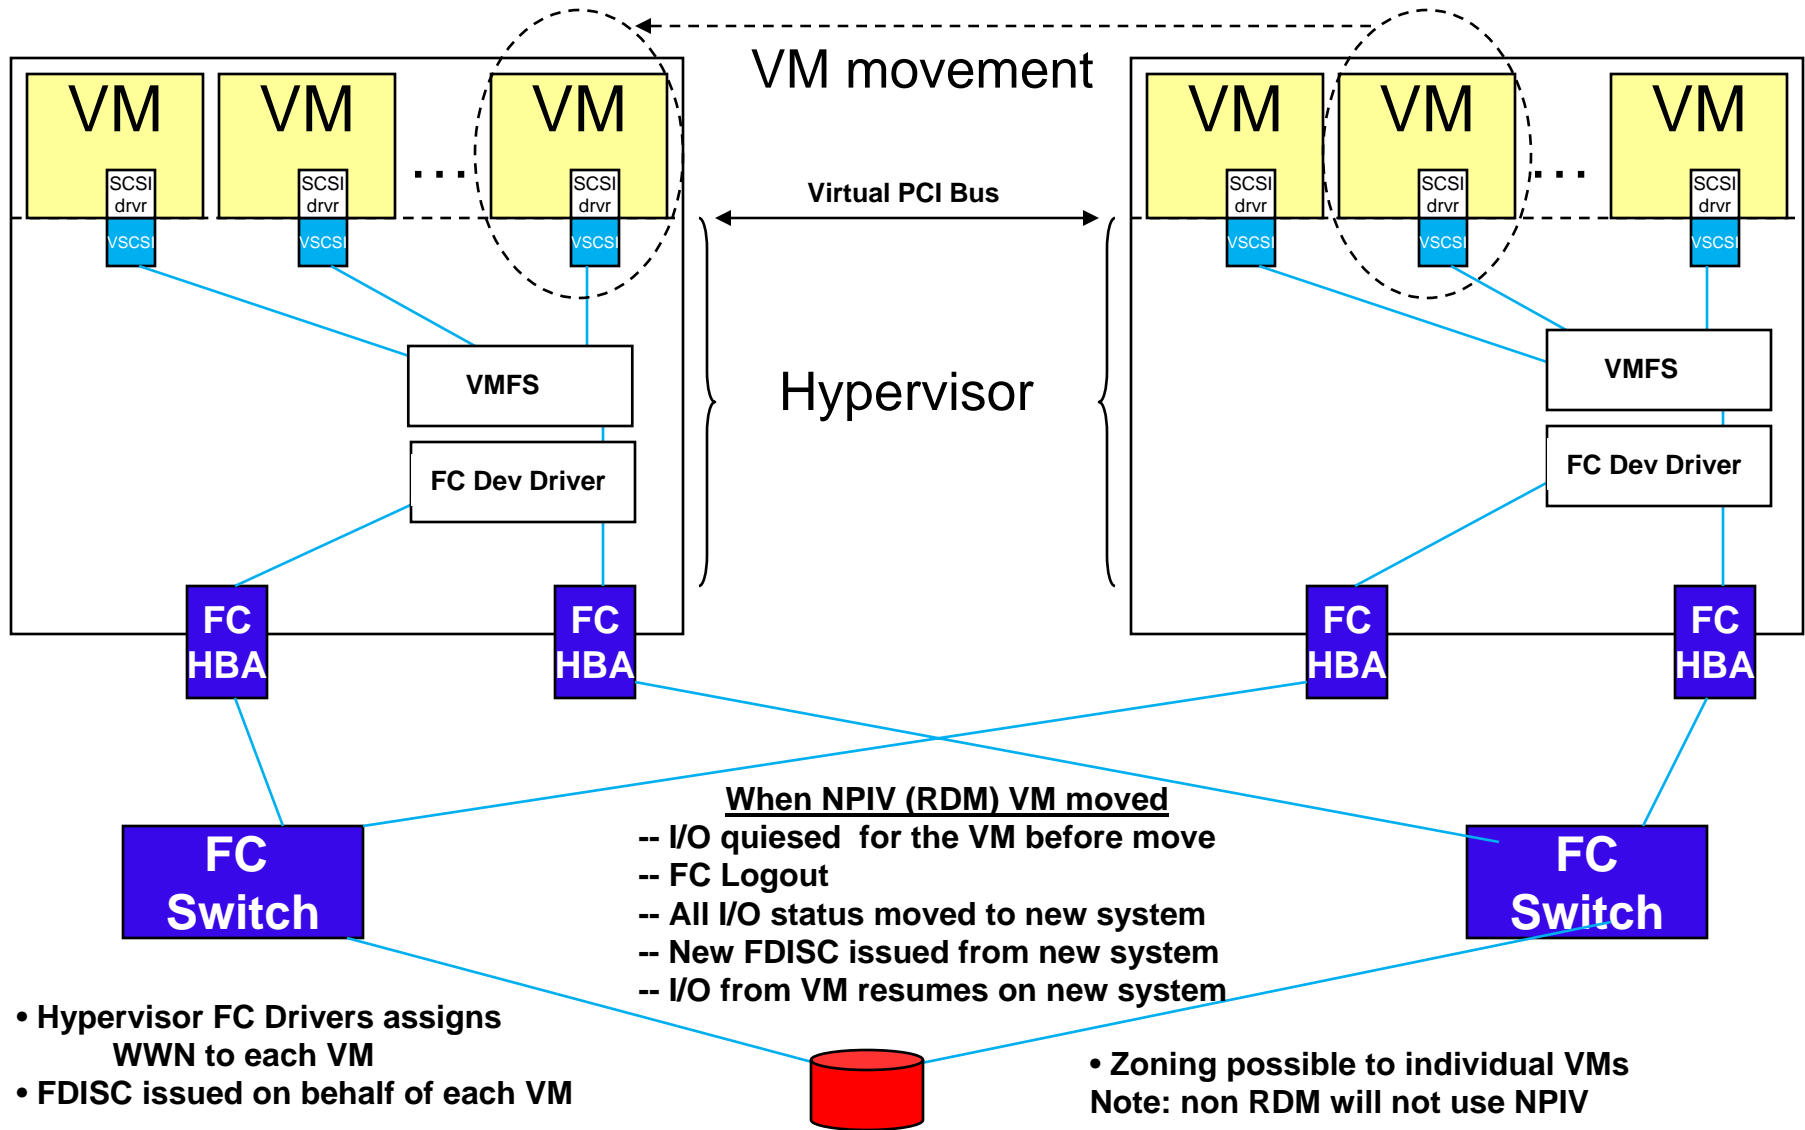 VM movement
VM
VM
VM
VM
VM
VM
...
...
SCSI
drvr
SCSI
drvr
SCSI
drvr
SCSI
drvr
SCSI
drvr
SCSI
drvr
Virtual PCI Bus
VSCSI
VSCSI
VSCSI
VSCSI
VSCSI
VSCSI
VMFS
Hypervisor
VMFS
FC Dev Driver
FC Dev Driver
FC
HBA
FC
HBA
FC
HBA
FC
HBA
FC
Switch
When NPIV (RDM) VM moved
-- I/O quiesed for the VM before move
-- FC Logout
-- All I/O status moved to new system
-- New FDISC issued from new system
-- I/O from VM resumes on new system
FC
Switch
• Hypervisor FC Drivers assigns
WWN to each VM
• FDISC issued on behalf of each VM
• Zoning possible to individual VMs
Note: non RDM will not use NPIV